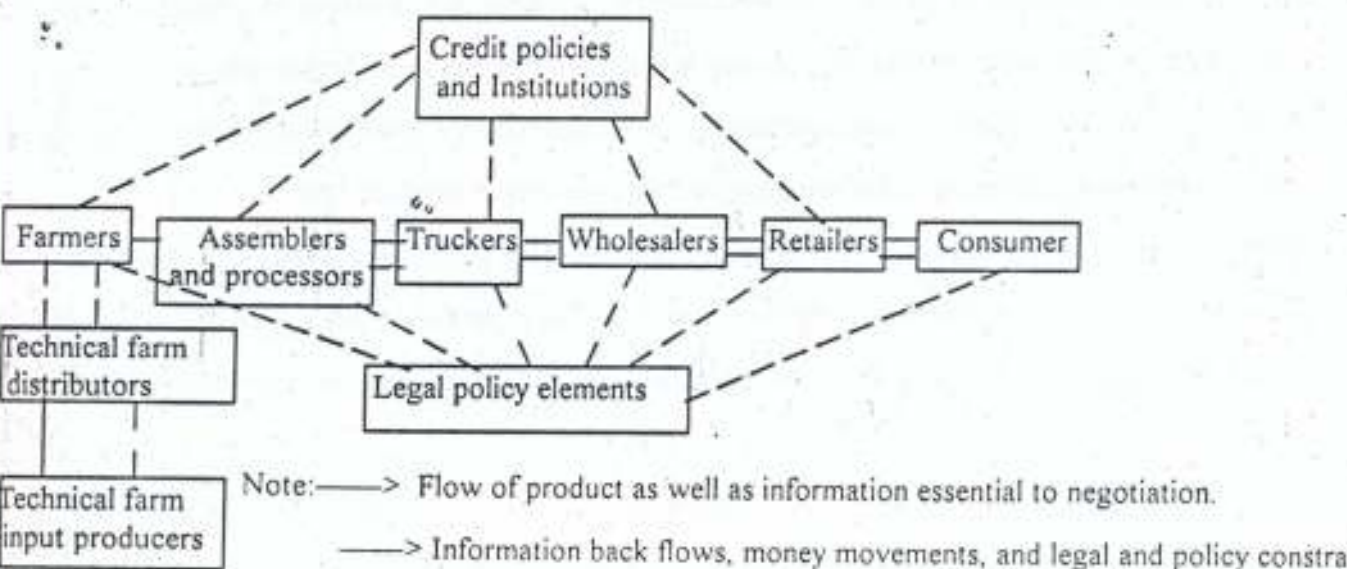 Credit policies
and Institutions
Farmers
Assemblers
and processors
Truckers
Wholesalers
Retailers
Consumer
Technical farm
distributors
Legal policy elements
Technical farm
input producers
Note: Flow of product as well as information essential to negotiation.
Information back flows, money movements, and legal and policy